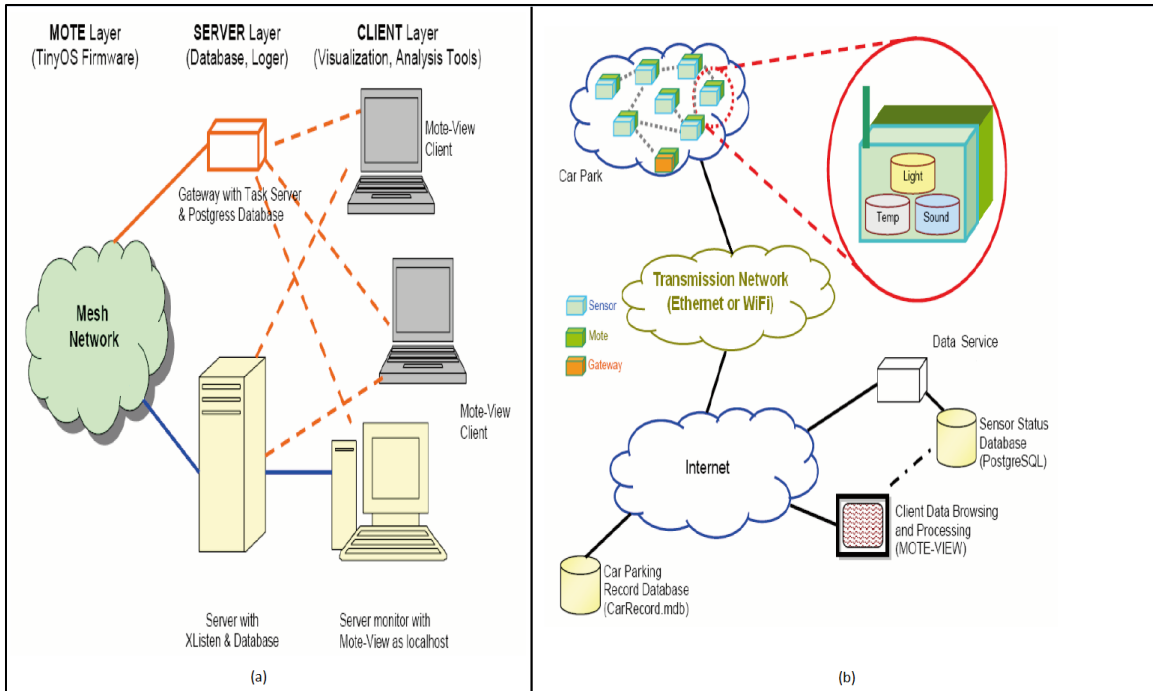 MOTE Layer
(TinyOS Firmware)
SERVER Layer
(Database, Loger)
CLIENT Layer
(Visualization, Analysis Tools)
Mote-View
Client
Gateway with Task Server
& Postgress Database
Mesh
Network
Mote-View
Client
Server with
XListen & Database
Server monitor with
Mote-View as localhost
(a)
Car Park
Light
Temp
Sound
Transmission Network
(Ethernet or WiFi)
Sensor
Mote
Gateway
Data Service
Sensor Status
Database
(PostgreSQL)
Internet
Client Data Browsing
and Processing
(MOTE-VIEW)
Car Parking
Record Database
(CarRecord.mdb)
(b)